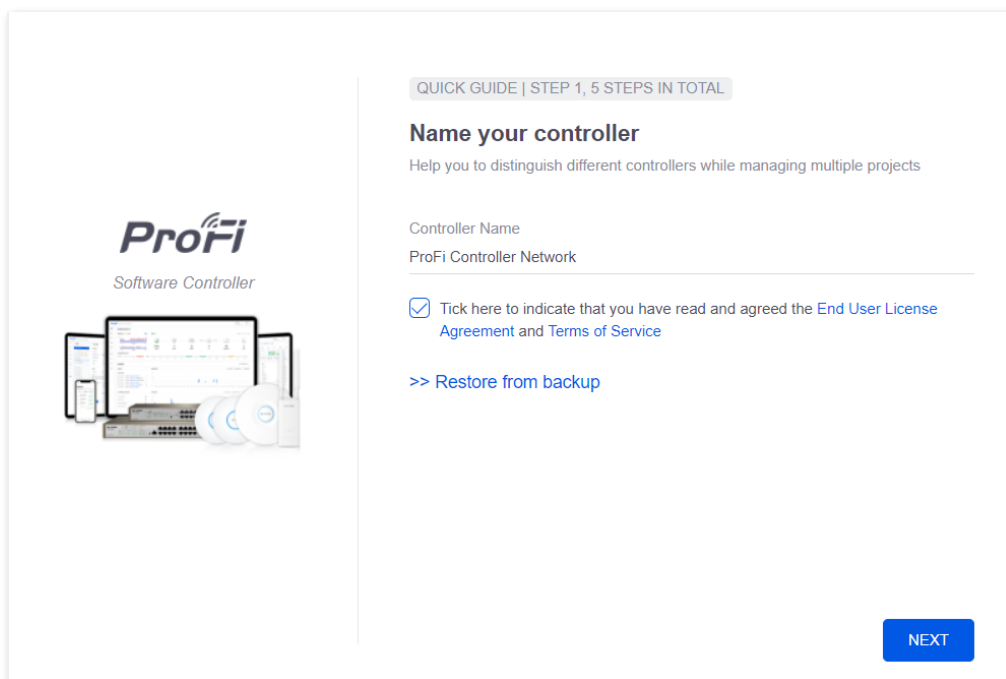 QUICK GUIDE | STEP 1, 5 STEPS IN TOTAL
Name your controller
Help you to distinguish different controllers while managing multiple projects
ProFi
Software Controller
Controller Name
ProFi Controller Network
Tick here to indicate that you have read and agreed the End User License
Agreement and Terms of Service
>> Restore from backup
NEXT